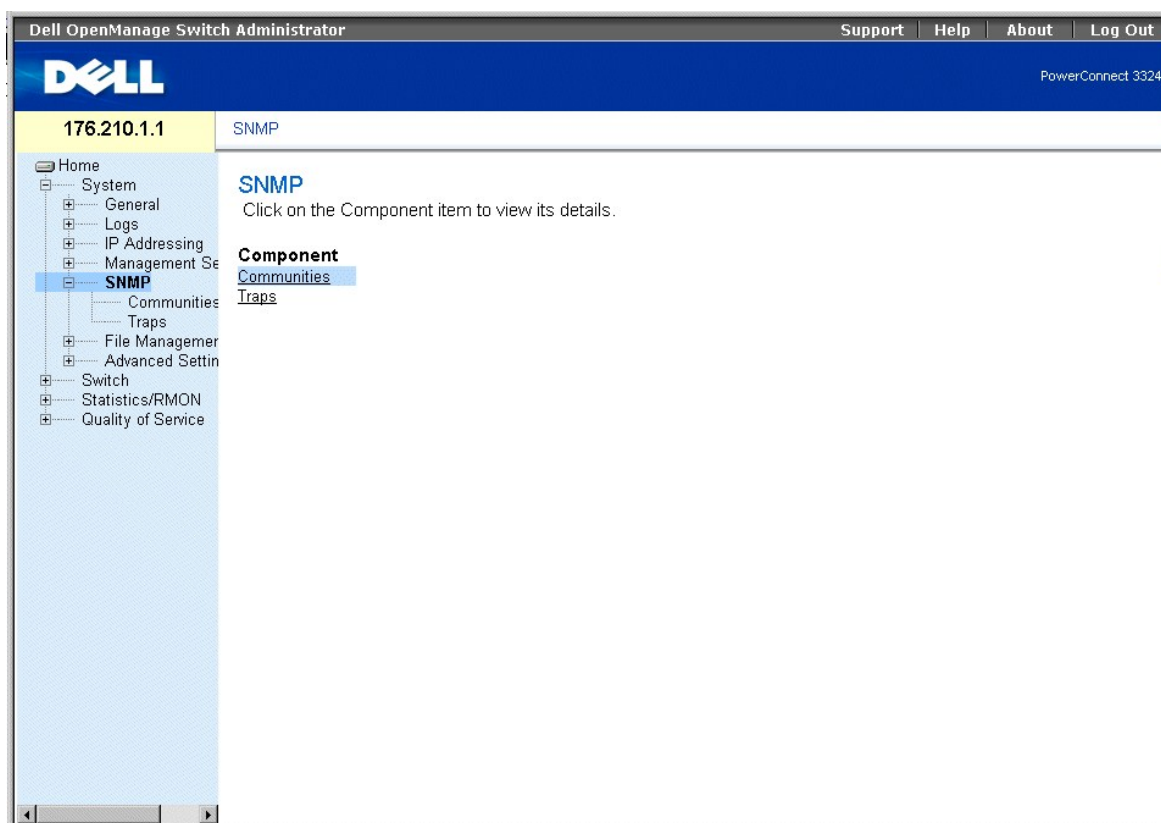 Dell OpenManage Switch Administrator
Support Help About Log Out
DELL
PowerConnect 3324
176.210.1.1
SNMP
Home
System
General
Logs
IP Addressing
Management Se
SNMP
Communities
Traps
File Managemer
Advanced Settin
Switch
Statistics/RMON
Quality of Service
SNMP
Click on the Component item to view its details.
Component
Communities
Traps